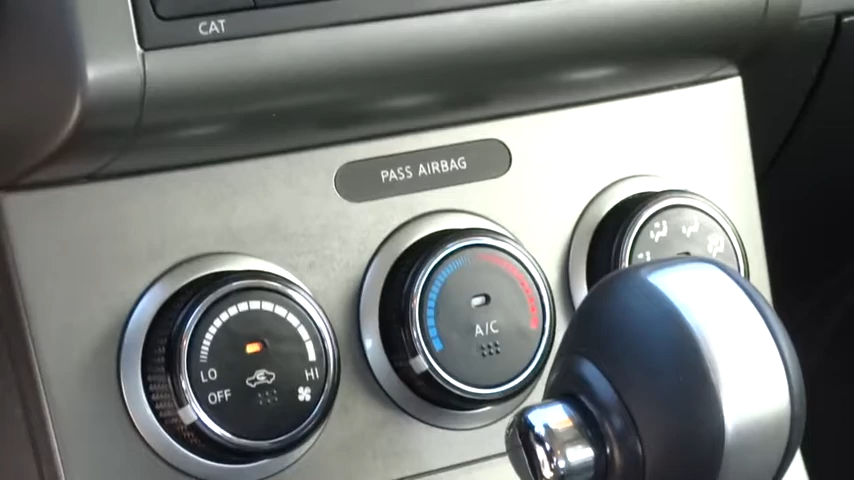 CAT
PASS AIRBAG
LO
HI
OFF
A/C